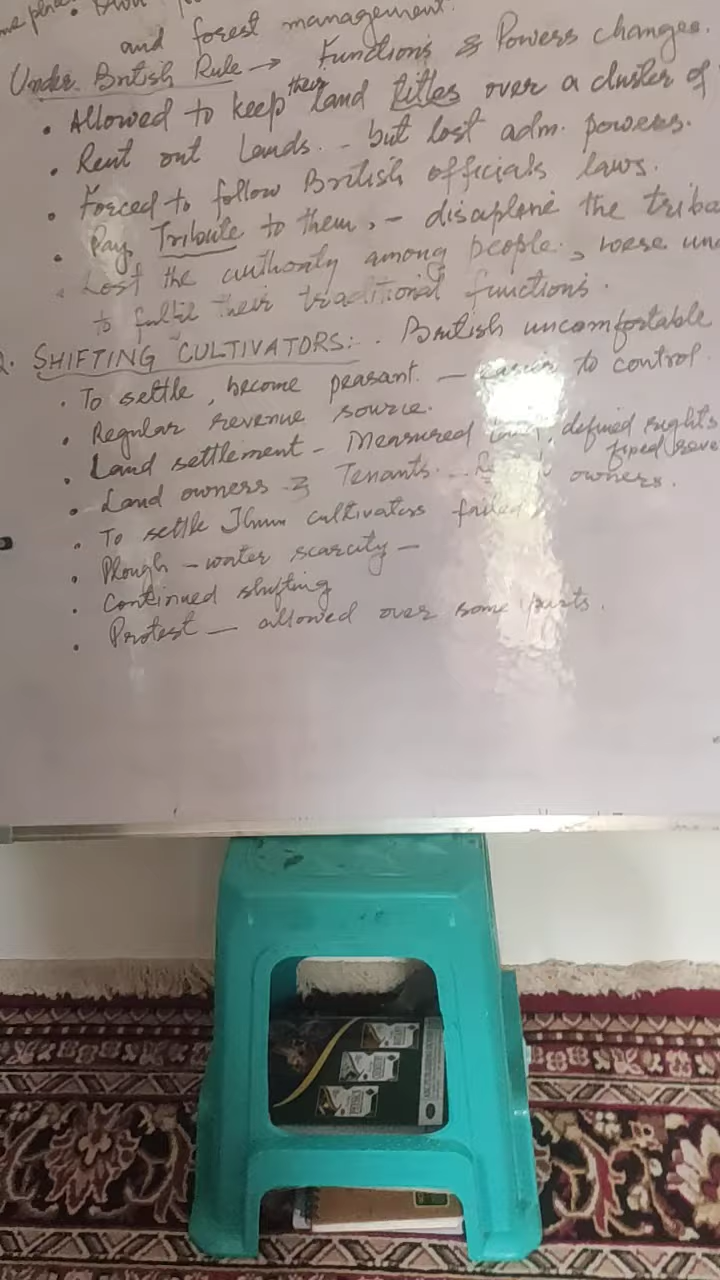 and forest management.
Under British Rule → Functions & Powers changes.
• Allowed to keep their land titles over a cluster of
• Rent out lands. - but lost adm. powers.
• Forced to follow British officials laws.
• Pay Tribute to them, - disaplone the triba
• Lost the authority among people, were una
to fulfil their traditional functions.
2. SHIFTING CULTIVATORS: . British uncomfortable
• To settle, become peasant. - easier to control
• Regular revenue source.
• Land settlement - Measured land, defined rights
fixed reve
• Land owners & Tenants. owners.
• To settle Jhum cultivators failed
• Plough - water scarcity -
• Continued shifting
• Protest - allowed over some parts.